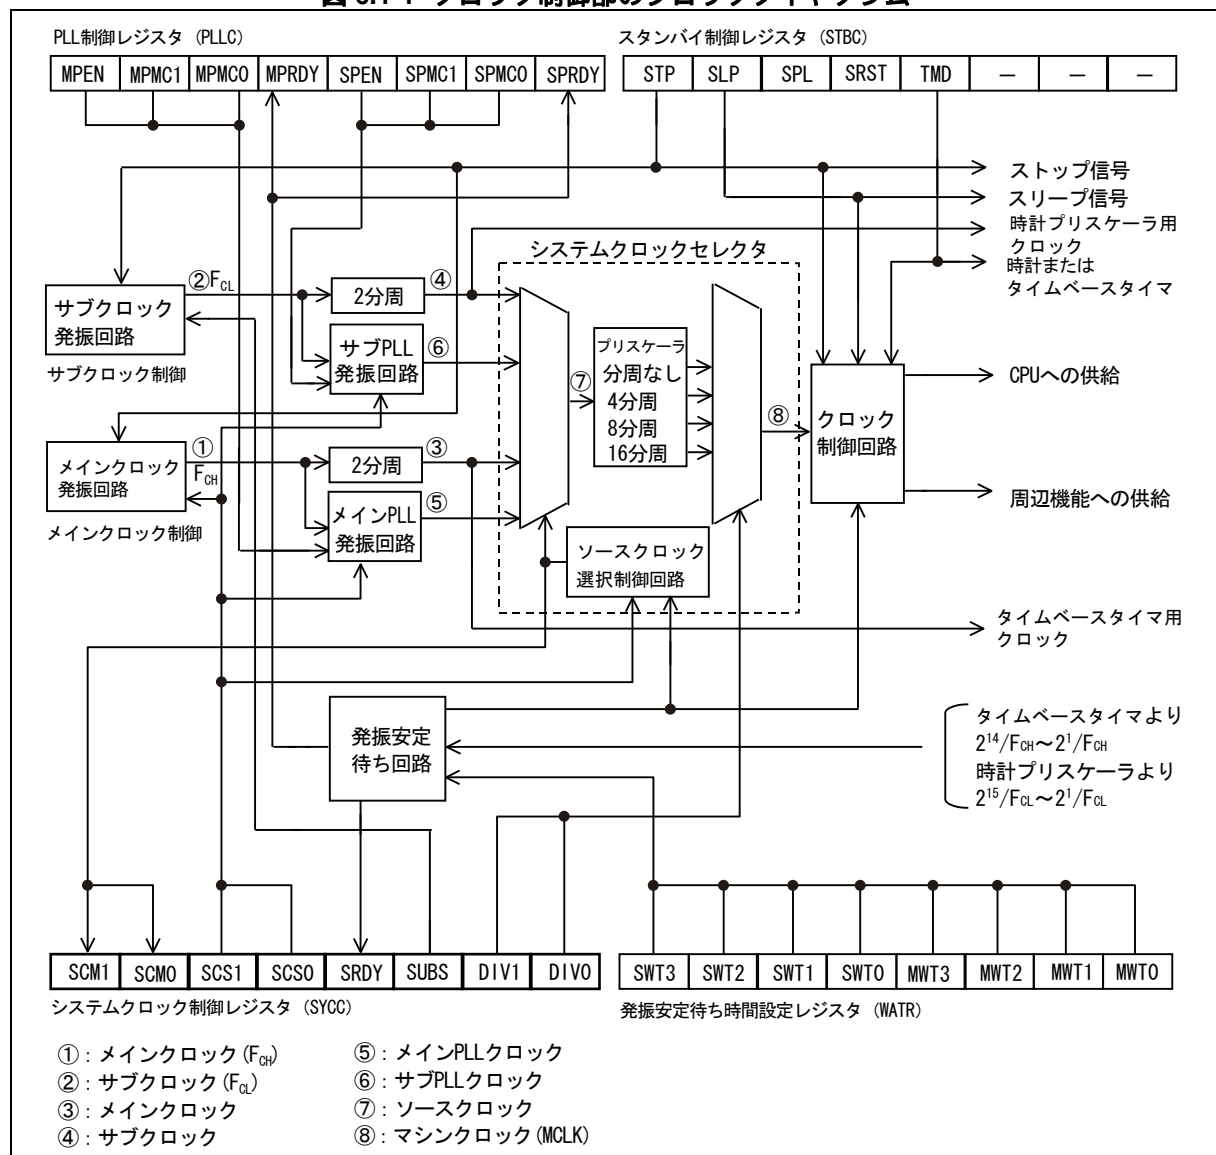 PLL制御レジスタ (PLLC)
スタンバイ制御レジスタ (STBC)
MPEN MPMC1 MPMC0 MPRDY SPEN SPMC1 SPMC0 SPRDY
STP SLP SPL SRST TMD － － －
ストップ信号
スリープ信号
時計プリスケーラ用
クロック
時計または
タイムベースタイマ
システムクロックセレクタ
②FCL
2分周
④
サブクロック
発振回路
サブクロック制御
サブPLL
発振回路
⑥
プリスケーラ
分周なし
4分周
8分周
16分周
⑦
⑧
クロック
制御回路
CPUへの供給
周辺機能への供給
①
FCH
メインクロック
発振回路
メインクロック制御
2分周
③
メインPLL
発振回路
⑤
ソースクロック
選択制御回路
タイムベースタイマ用
クロック
発振安定
待ち回路
タイムベースタイマより
2¹⁴/FCH～2¹/FCH
時計プリスケーラより
2¹⁵/FCL～2¹/FCL
SCM1 SCM0 SCS1 SCS0 SRDY SUBS DIV1 DIV0
SWT3 SWT2 SWT1 SWT0 MWT3 MWT2 MWT1 MWT0
システムクロック制御レジスタ (SYCC)
発振安定待ち時間設定レジスタ (WATR)
①：メインクロック(FCH)
②：サブクロック(FCL)
③：メインクロック
④：サブクロック
⑤：メインPLLクロック
⑥：サブPLLクロック
⑦：ソースクロック
⑧：マシンクロック(MCLK)